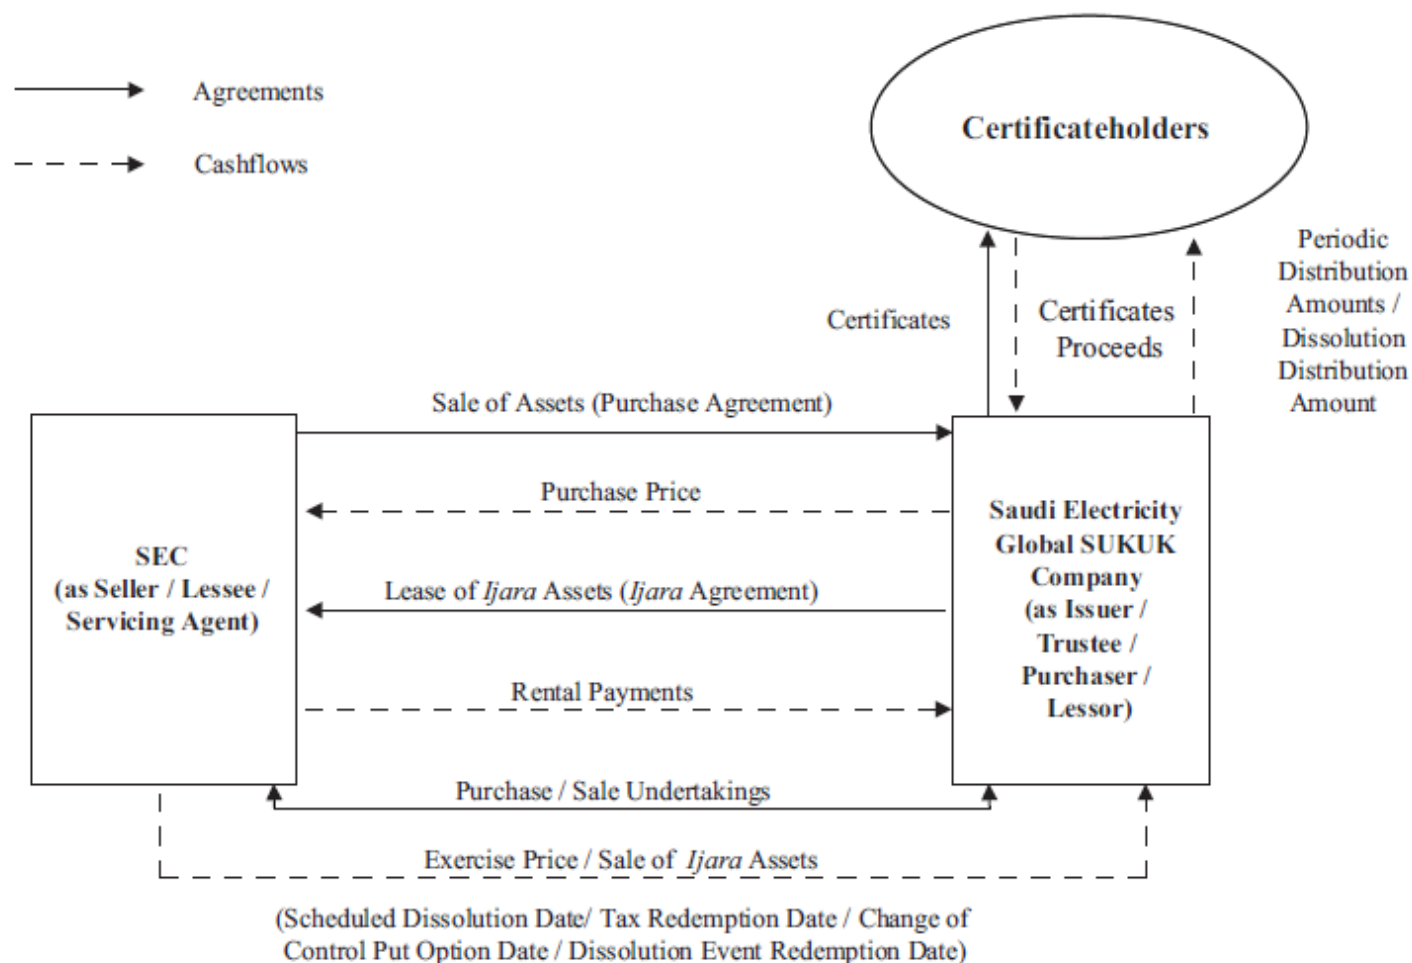 Agreements
Cashflows
Certificateholders
Certificates
Certificates
Proceeds
Periodic
Distribution
Amounts /
Dissolution
Distribution
Amount
Sale of Assets (Purchase Agreement)
Purchase Price
Lease of Ijara Assets (Ijara Agreement)
Rental Payments
Purchase / Sale Undertakings
Exercise Price / Sale of Ijara Assets
(Scheduled Dissolution Date/ Tax Redemption Date / Change of
Control Put Option Date / Dissolution Event Redemption Date)
SEC
(as Seller / Lessee /
Servicing Agent)
Saudi Electricity
Global SUKUK
Company
(as Issuer /
Trustee /
Purchaser /
Lessor)